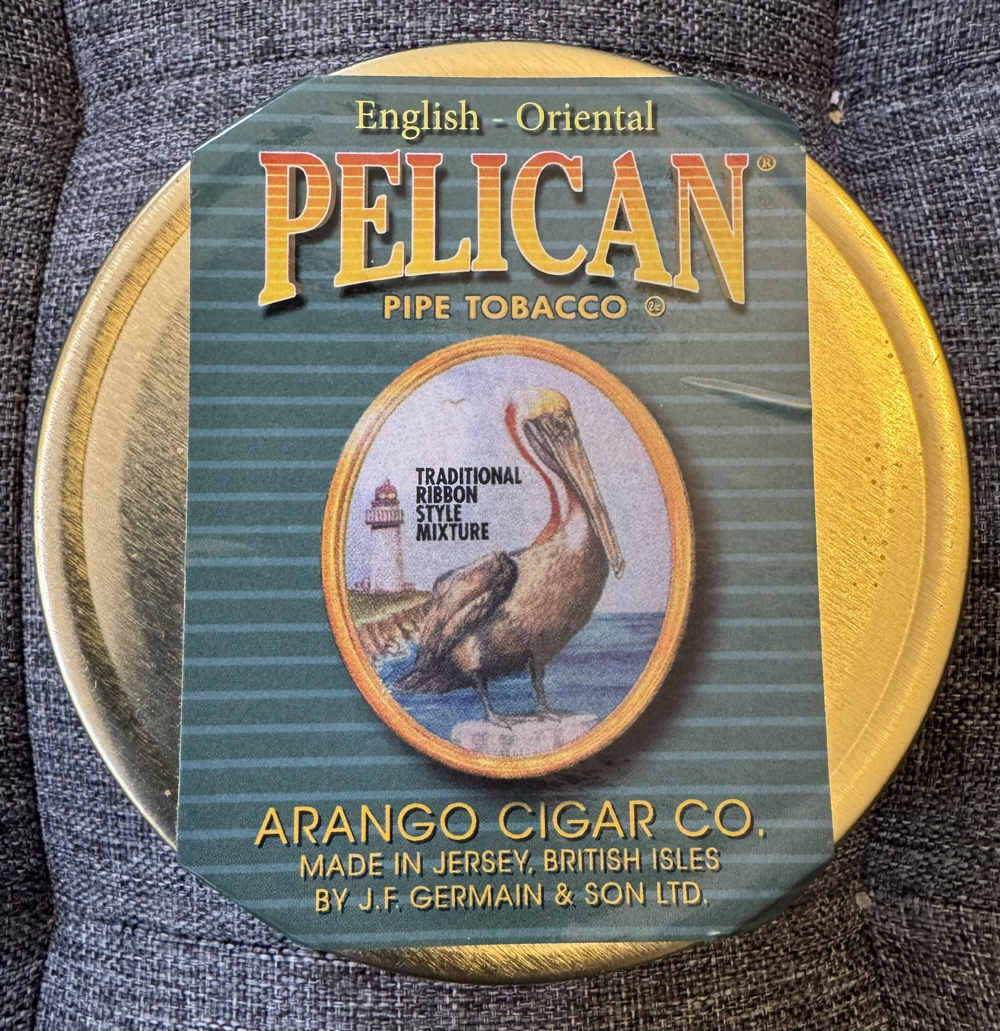 English - Oriental
PELICAN®
PIPE TOBACCO
TRADITIONAL
RIBBON
STYLE
MIXTURE
ARANGO CIGAR CO.
MADE IN JERSEY, BRITISH ISLES
BY J.F. GERMAIN & SON LTD.